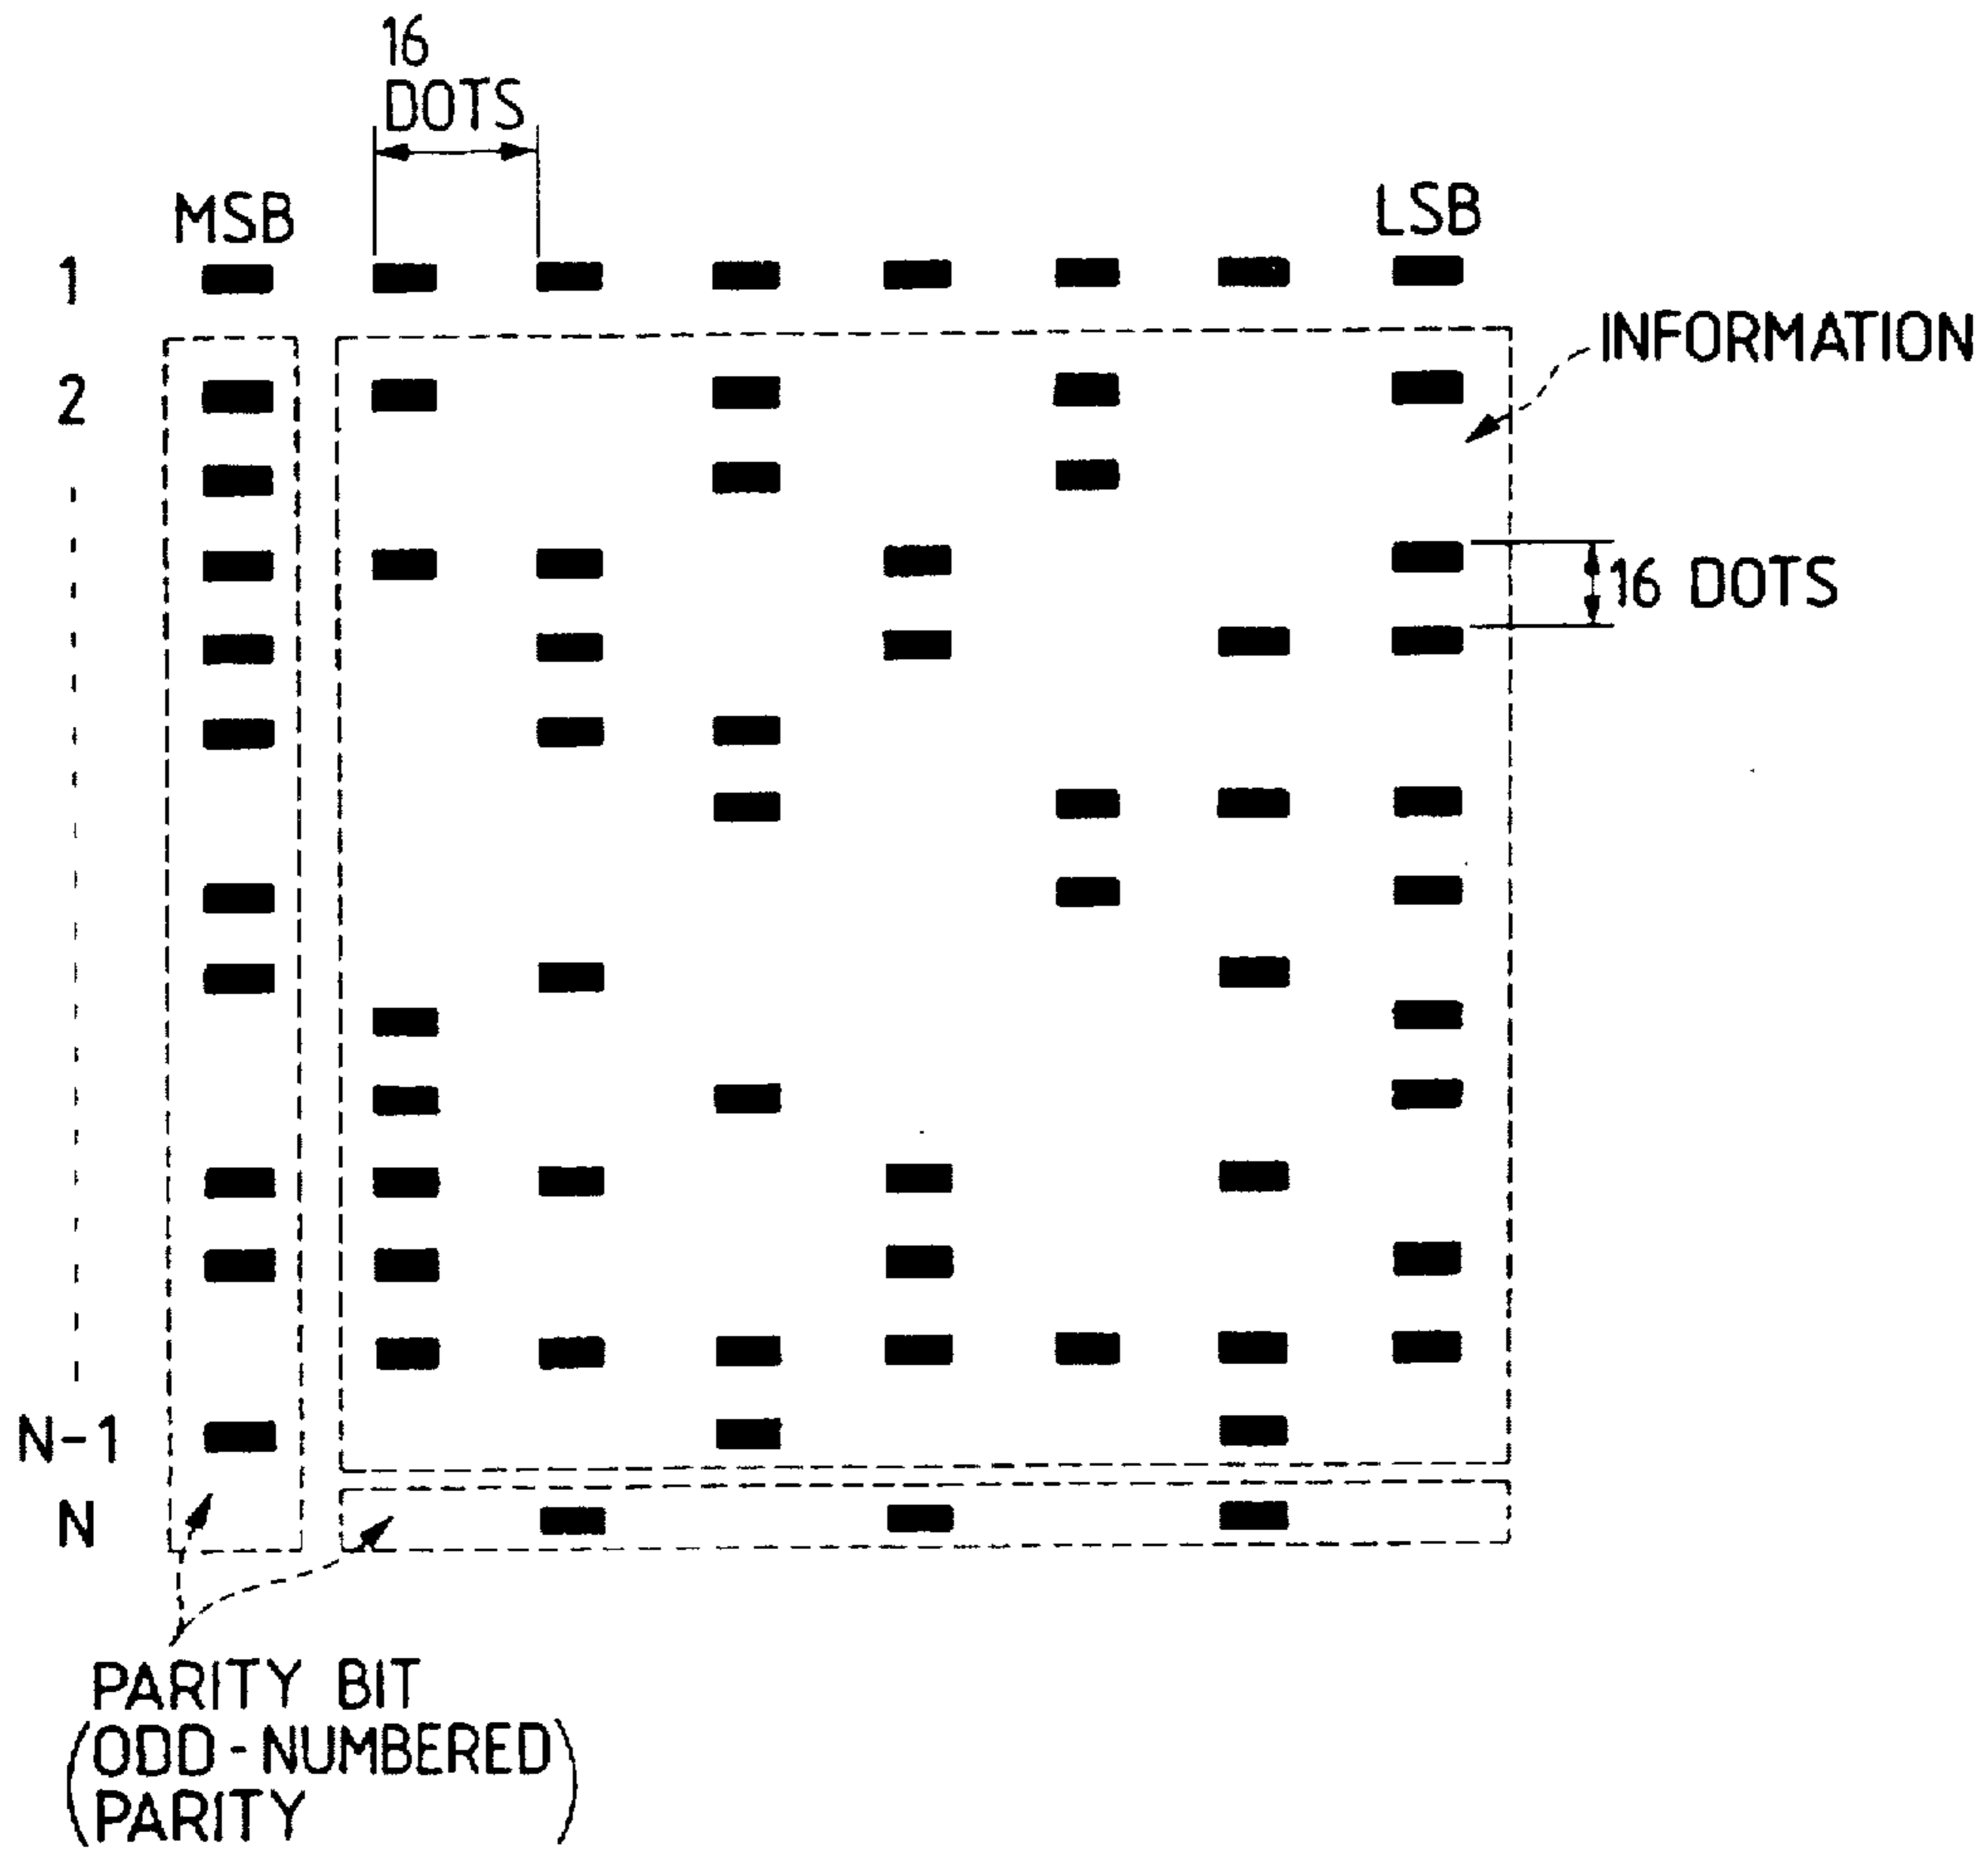 16
DOTS
MSB
LSB
1
INFORMATION
2
16 DOTS
N-1
N
PARITY BIT
(ODD-NUMBERED)
PARITY